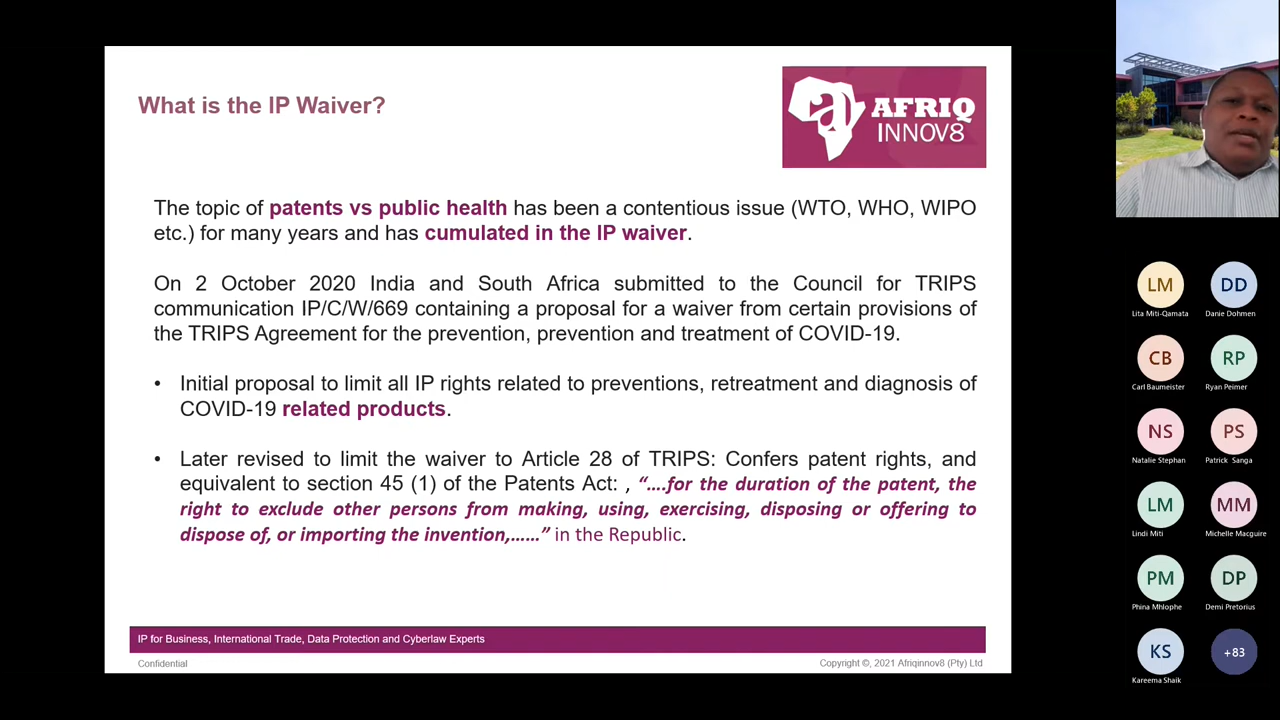 What is the IP Waiver?
AFRIQ
INNOV8
The topic of patents vs public health has been a contentious issue (WTO, WHO, WIPO
etc.) for many years and has cumulated in the IP waiver.
On 2 October 2020 India and South Africa submitted to the Council for TRIPS
communication IP/C/W/669 containing a proposal for a waiver from certain provisions of
the TRIPS Agreement for the prevention, prevention and treatment of COVID-19.
• Initial proposal to limit all IP rights related to preventions, retreatment and diagnosis of
COVID-19 related products.
• Later revised to limit the waiver to Article 28 of TRIPS: Confers patent rights, and
equivalent to section 45 (1) of the Patents Act: , “....for the duration of the patent, the
right to exclude other persons from making, using, exercising, disposing or offering to
dispose of, or importing the invention,......” in the Republic.
IP for Business, International Trade, Data Protection and Cyberlaw Experts
Confidential
Copyright ©, 2021 Afriqinnov8 (Pty) Ltd
LM
DD
Lita Miti-Qamata
Danie Dohmen
CB
RP
Carl Baumeister
Ryan Peimer
NS
PS
Natalie Stephan
Patrick Sanga
LM
MM
Lindi Miti
Michelle Macguire
PM
DP
Phina Mhlophe
Demi Pretorius
KS
+83
Kareema Shaik